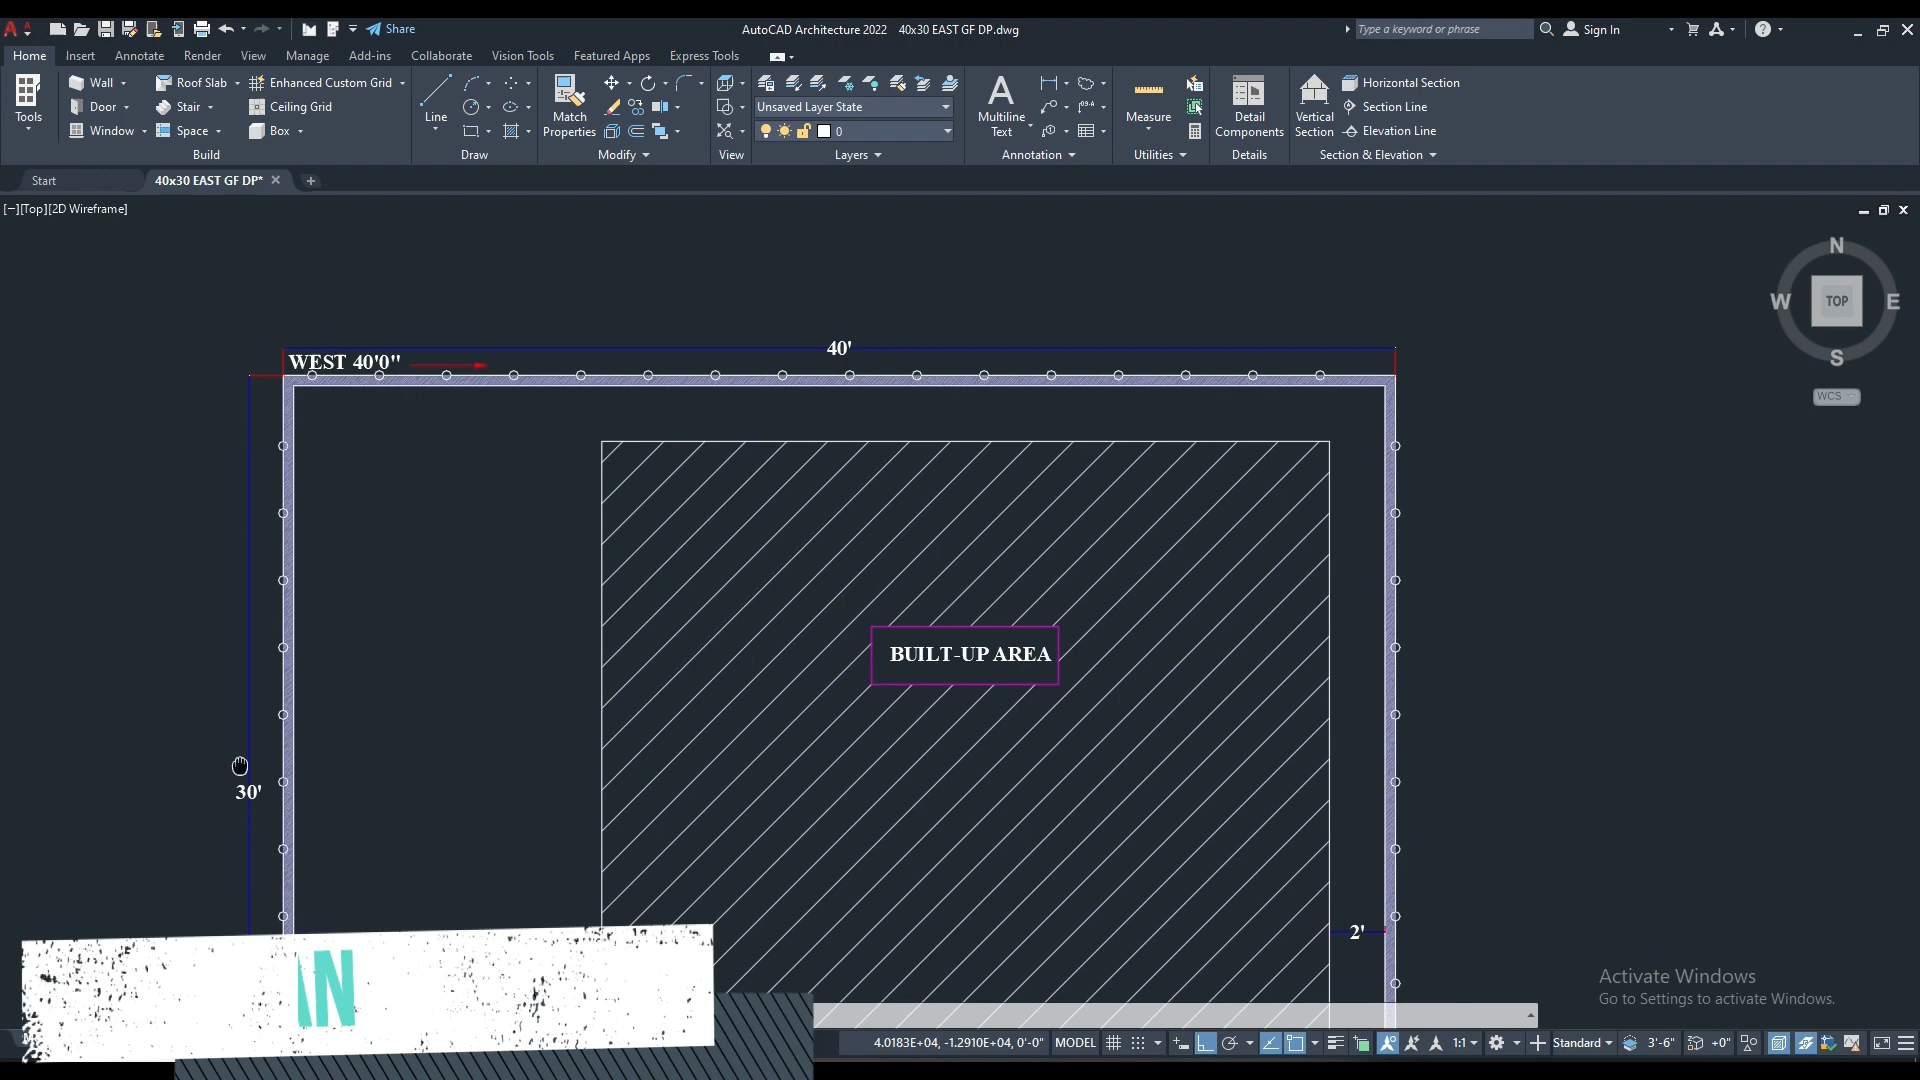 AutoCAD Architecture 2022 40x30 EAST GF DP.dwg
Share
Type a keyword or phrase
Sign In
Home Insert Annotate Render View Manage Add-ins Collaborate Vision Tools Featured Apps Express Tools
Tools
Wall
Door
Window
Roof Slab
Stair
Space
Enhanced Custom Grid
Ceiling Grid
Box
Build
Line
Draw
Match
Properties
Modify
View
Unsaved Layer State
0
Layers
Multiline
Text
Annotation
Measure
Utilities
Detail
Components
Details
Vertical
Section
Horizontal Section
Section Line
Elevation Line
Section & Elevation
Start
40x30 EAST GF DP*
[−][Top][2D Wireframe]
N
W TOP E
S
WCS
40'
WEST 40'0"
BUILT-UP AREA
30'
2'
Activate Windows
Go to Settings to activate Windows.
4.0183E+04, -1.2910E+04, 0'-0" MODEL 1:1 Standard 3'-6" +0"